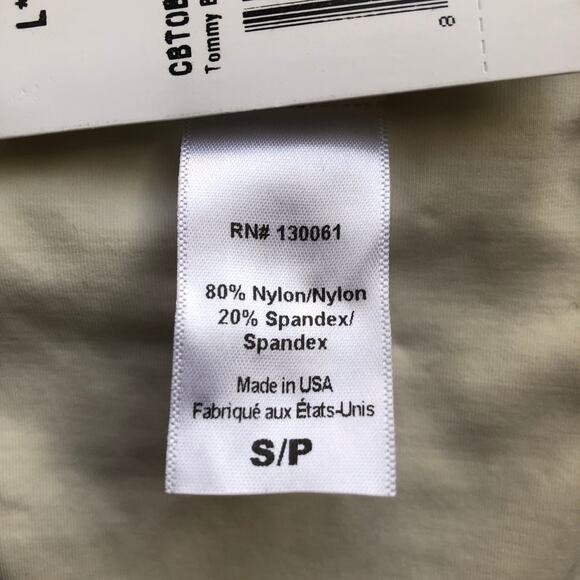 L*
CBTOB
Tommy B
8
RN# 130061
80% Nylon/Nylon
20% Spandex/
Spandex
Made in USA
Fabriqué aux États-Unis
S/P